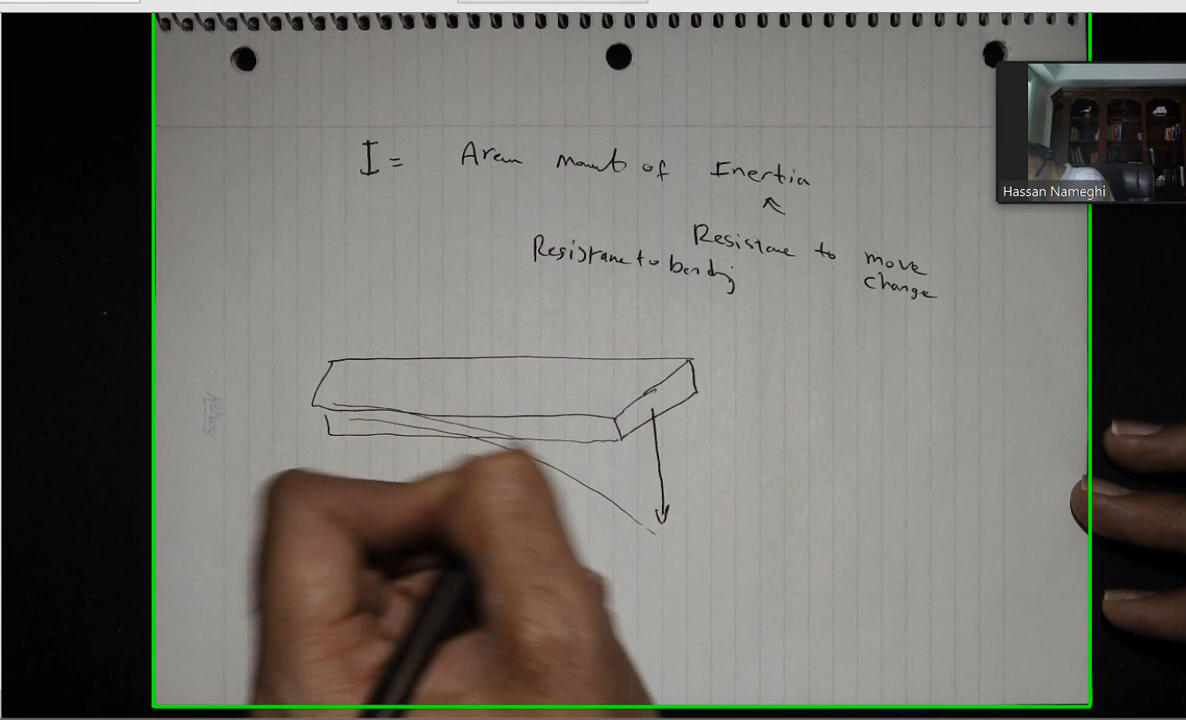 I = Area Moment of Inertia
Resistance to move
change
Resistance to bending
Hassan Nameghi